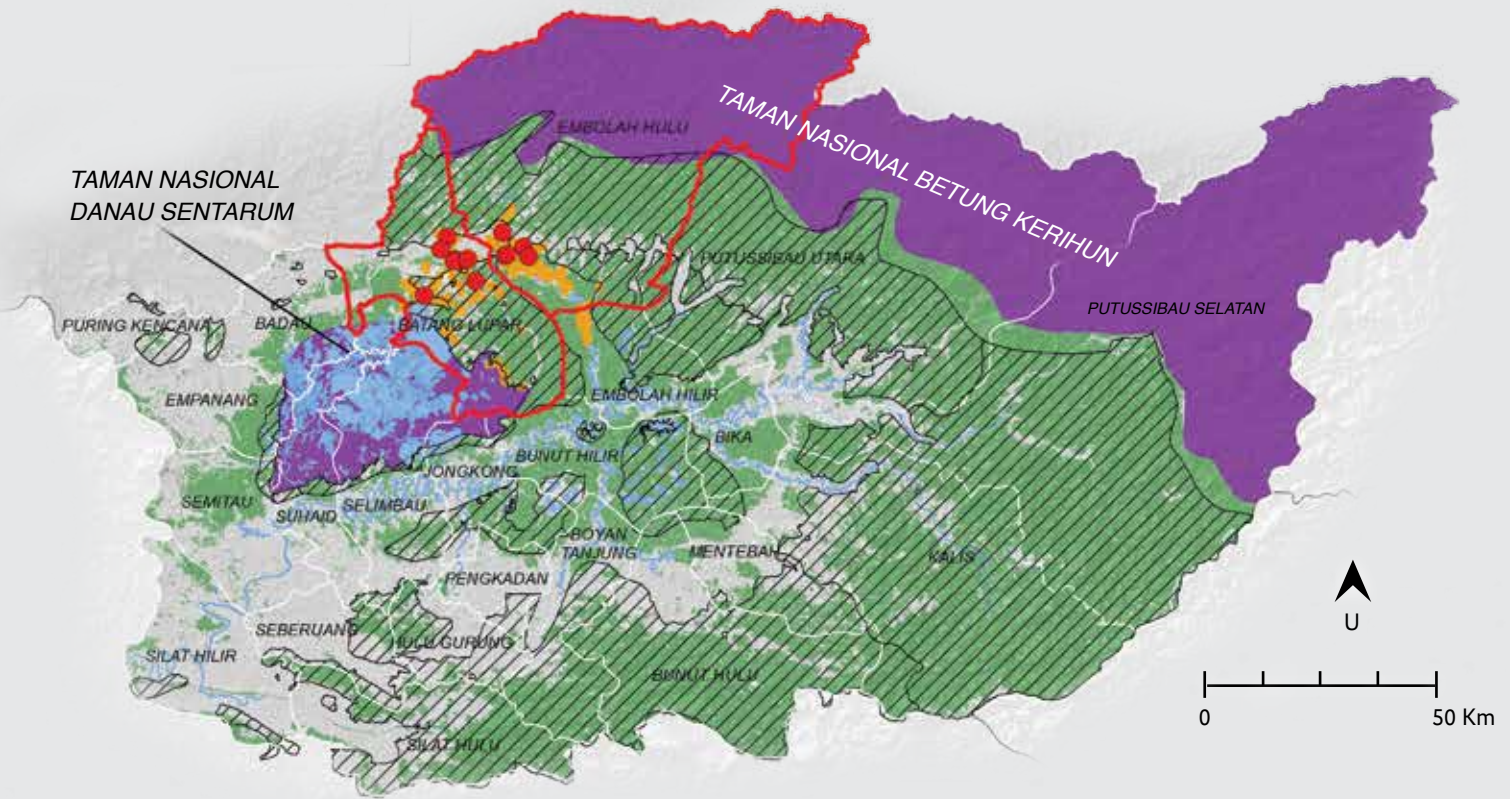 EMBOLAH HULU
TAMAN NASIONAL BETUNG KERIHUN
TAMAN NASIONAL
DANAU SENTARUM
PUTUSSIBAU UTARA
PUTUSSIBAU SELATAN
PURING KENCANA
BADAU
BATANG LUPAR
EMPANANG
EMBOLAH HILIR
BIKA
BUNUT HILIR
JONGKONG
SEMITAU
SUHAID
SELIMBAU
BOYAN
TANJUNG
MENTEBAH
KALIS
PENGKADAN
SEBERUANG
HULU GURUNG
SILAT HILIR
BUNUT HULU
SILAT HULU
U
0
50 Km